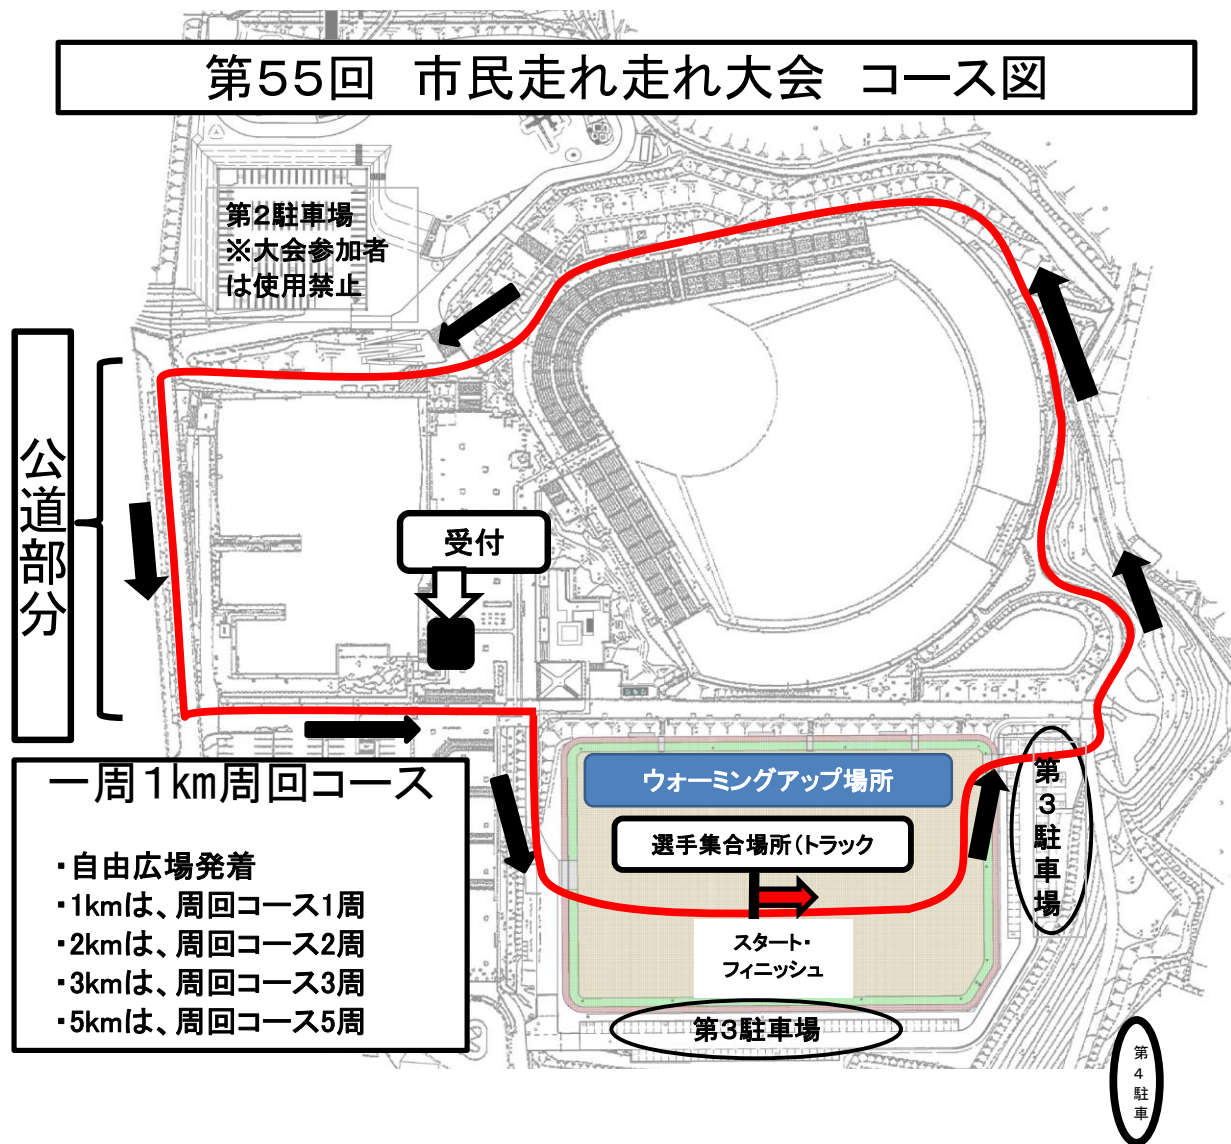 第55回　市民走れ走れ大会　コース図
第2駐車場
※大会参加者
は使用禁止
公道部分
受付
一周1km周回コース
・自由広場発着
・1kmは、周回コース1周
・2kmは、周回コース2周
・3kmは、周回コース3周
・5kmは、周回コース5周
ウォーミングアップ場所
選手集合場所(トラック
スタート・
フィニッシュ
第3駐車場
第3駐車場
第4駐車